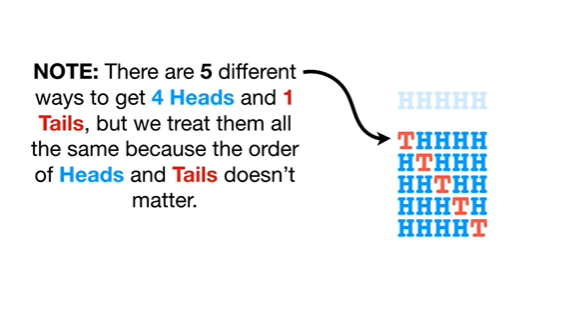 NOTE: There are 5 different
ways to get 4 Heads and 1
Tails, but we treat them all
the same because the order
of Heads and Tails doesn't
matter.
HHHHH
THHHH
HTHHH
HHTHH
HHHTH
HHHHT